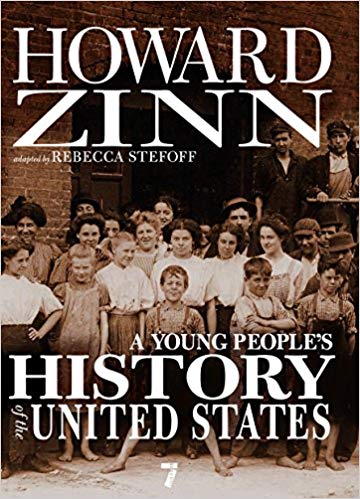 HOWARD
ZINN
adapted by REBECCA STEFOFF
A YOUNG PEOPLE'S
HISTORY
of the UNITED STATES
7